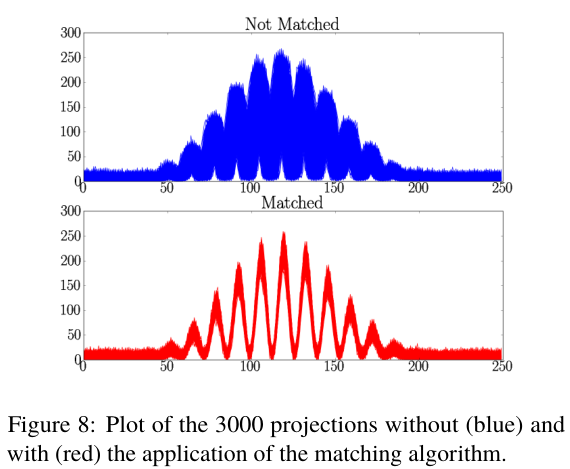 Not Matched
300
250
200
150
100
50
0
0 50 100 150 200 250
Matched
300
250
200
150
100
50
0
0 50 100 150 200 250
Figure 8: Plot of the 3000 projections without (blue) and
with (red) the application of the matching algorithm.